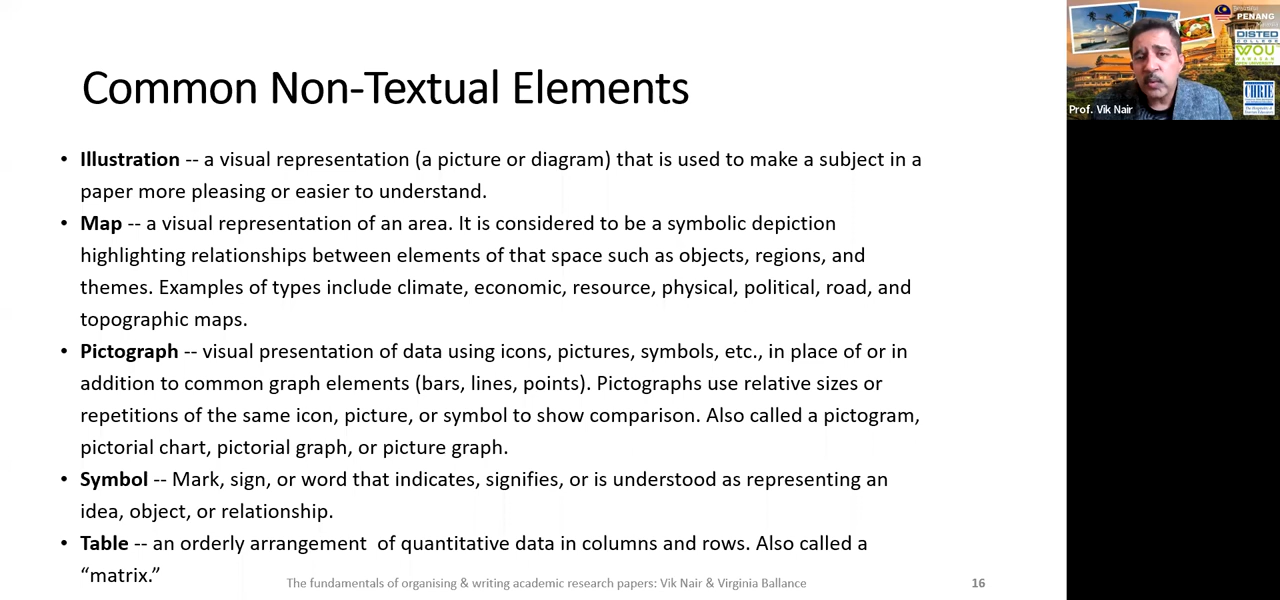 Common Non-Textual Elements
• Illustration -- a visual representation (a picture or diagram) that is used to make a subject in a
paper more pleasing or easier to understand.
• Map -- a visual representation of an area. It is considered to be a symbolic depiction
highlighting relationships between elements of that space such as objects, regions, and
themes. Examples of types include climate, economic, resource, physical, political, road, and
topographic maps.
• Pictograph -- visual presentation of data using icons, pictures, symbols, etc., in place of or in
addition to common graph elements (bars, lines, points). Pictographs use relative sizes or
repetitions of the same icon, picture, or symbol to show comparison. Also called a pictogram,
pictorial chart, pictorial graph, or picture graph.
• Symbol -- Mark, sign, or word that indicates, signifies, or is understood as representing an
idea, object, or relationship.
• Table -- an orderly arrangement  of quantitative data in columns and rows. Also called a
“matrix.”
The fundamentals of organising & writing academic research papers: Vik Nair & Virginia Ballance
16
PENANG
DISTED
COLLEGE
WOU
CHRIE
Prof. Vik Nair